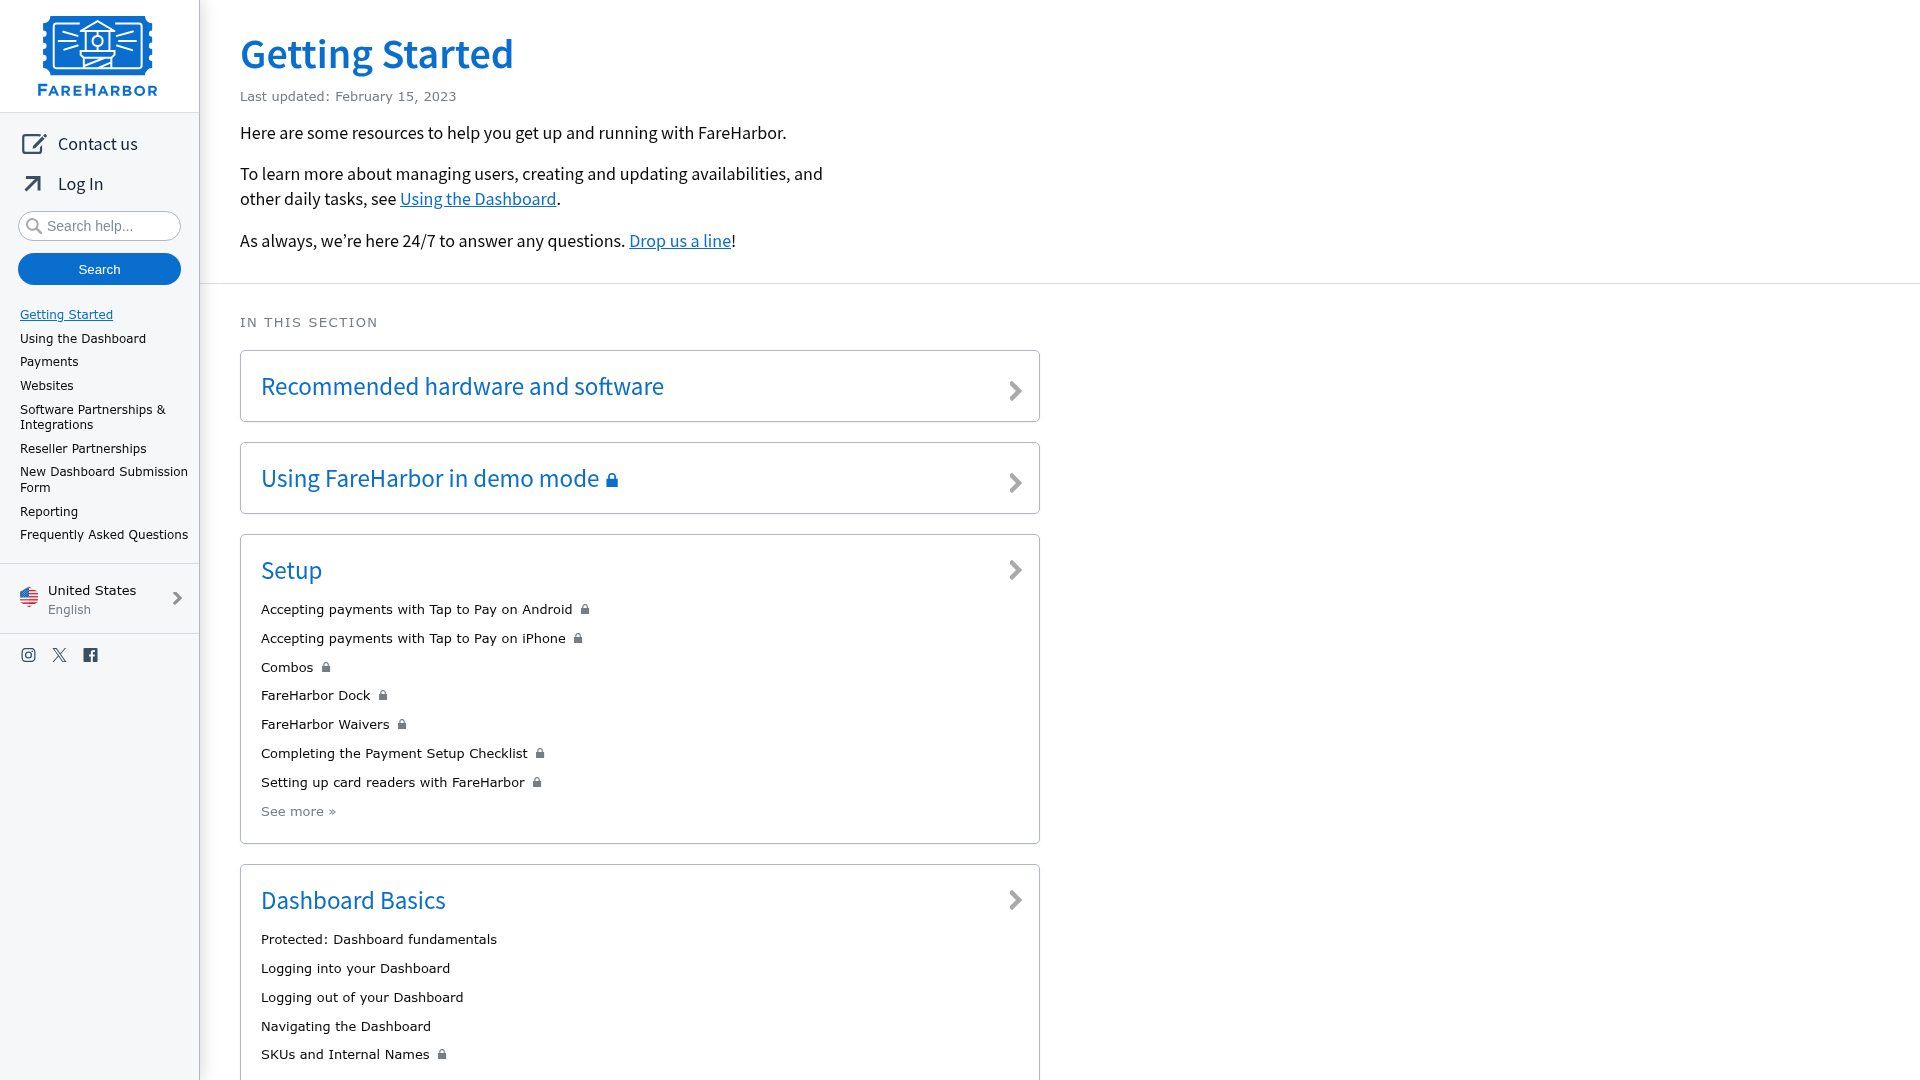 FAREHARBOR
Contact us
Log In
Search help...
Search
Getting Started
Using the Dashboard
Payments
Websites
Software Partnerships &
Integrations
Reseller Partnerships
New Dashboard Submission
Form
Reporting
Frequently Asked Questions
United States
English
Getting Started
Last updated: February 15, 2023
Here are some resources to help you get up and running with FareHarbor.
To learn more about managing users, creating and updating availabilities, and
other daily tasks, see Using the Dashboard.
As always, we’re here 24/7 to answer any questions. Drop us a line!
IN THIS SECTION
Recommended hardware and software
Using FareHarbor in demo mode
Setup
Accepting payments with Tap to Pay on Android
Accepting payments with Tap to Pay on iPhone
Combos
FareHarbor Dock
FareHarbor Waivers
Completing the Payment Setup Checklist
Setting up card readers with FareHarbor
See more »
Dashboard Basics
Protected: Dashboard fundamentals
Logging into your Dashboard
Logging out of your Dashboard
Navigating the Dashboard
SKUs and Internal Names